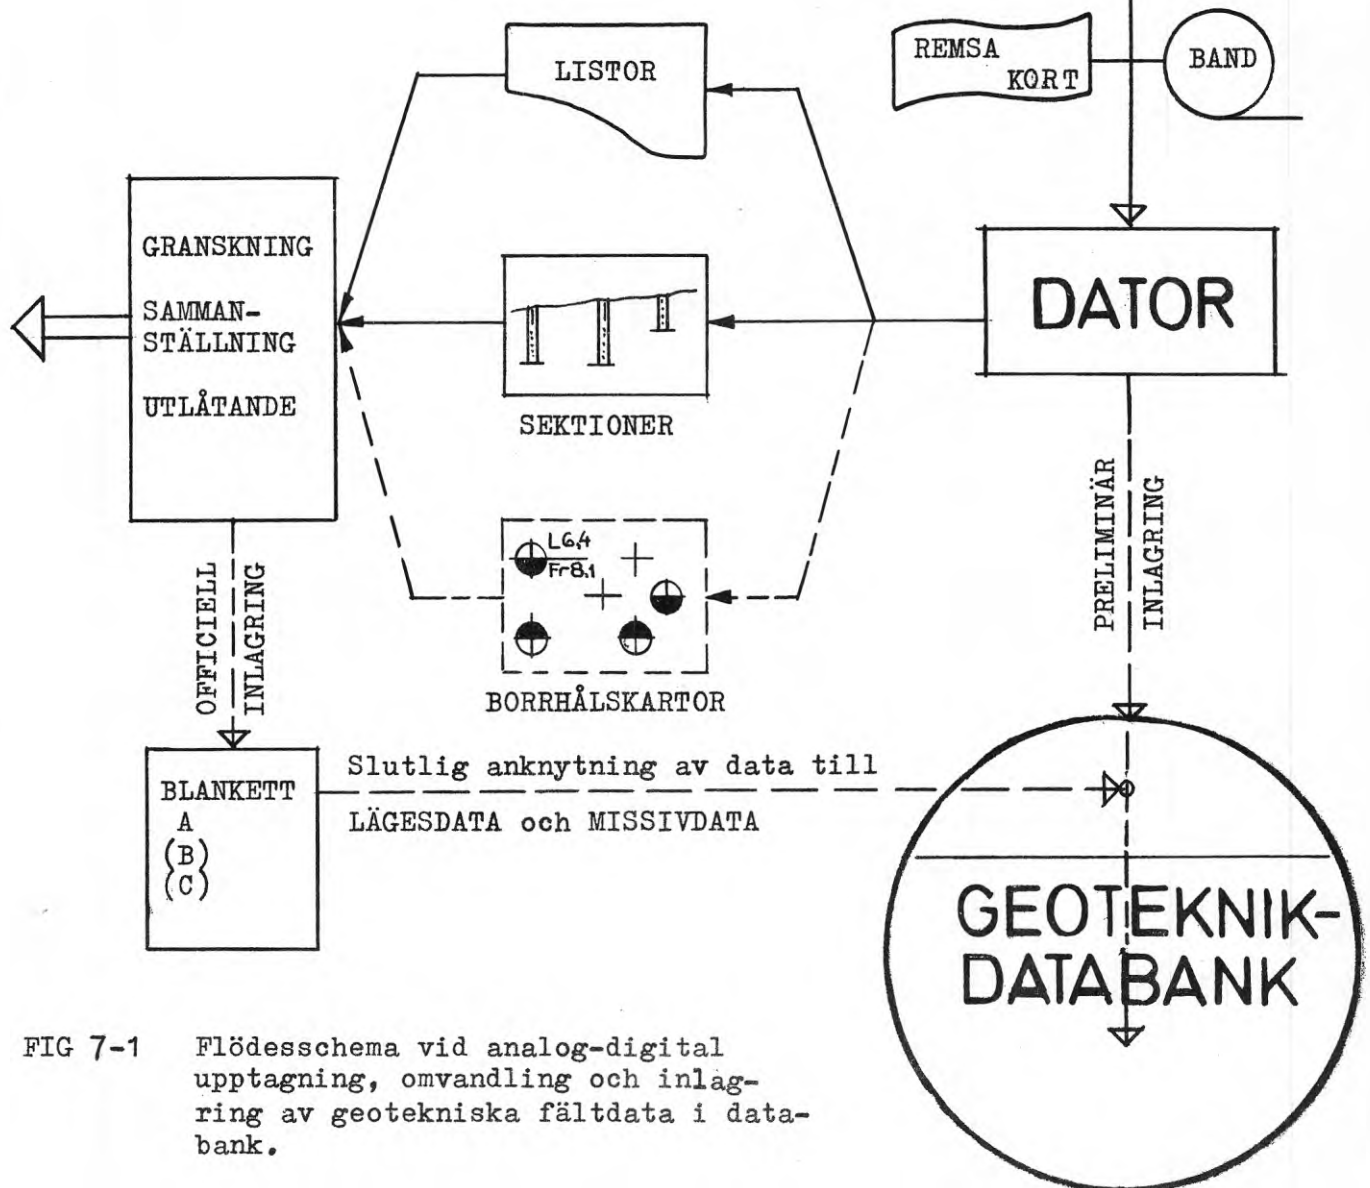 REMSA
KORT
BAND
LISTOR
DATOR
GRANSKNING
SAMMAN-
STÄLLNING
UTLÅTANDE
SEKTIONER
L6,4
Fr8.1
BORRHÅLSKARTOR
PRELIMINÄR
INLAGRING
OFFICIELL
INLAGRING
BLANKETT
A
(B)
(C)
Slutlig anknytning av data till
LÄGESDATA och MISSIVDATA
GEOTEKNIK-
DATABANK
FIG 7-1 Flödesschema vid analog-digital
upptagning, omvandling och inlag-
ring av geotekniska fältdata i data-
bank.